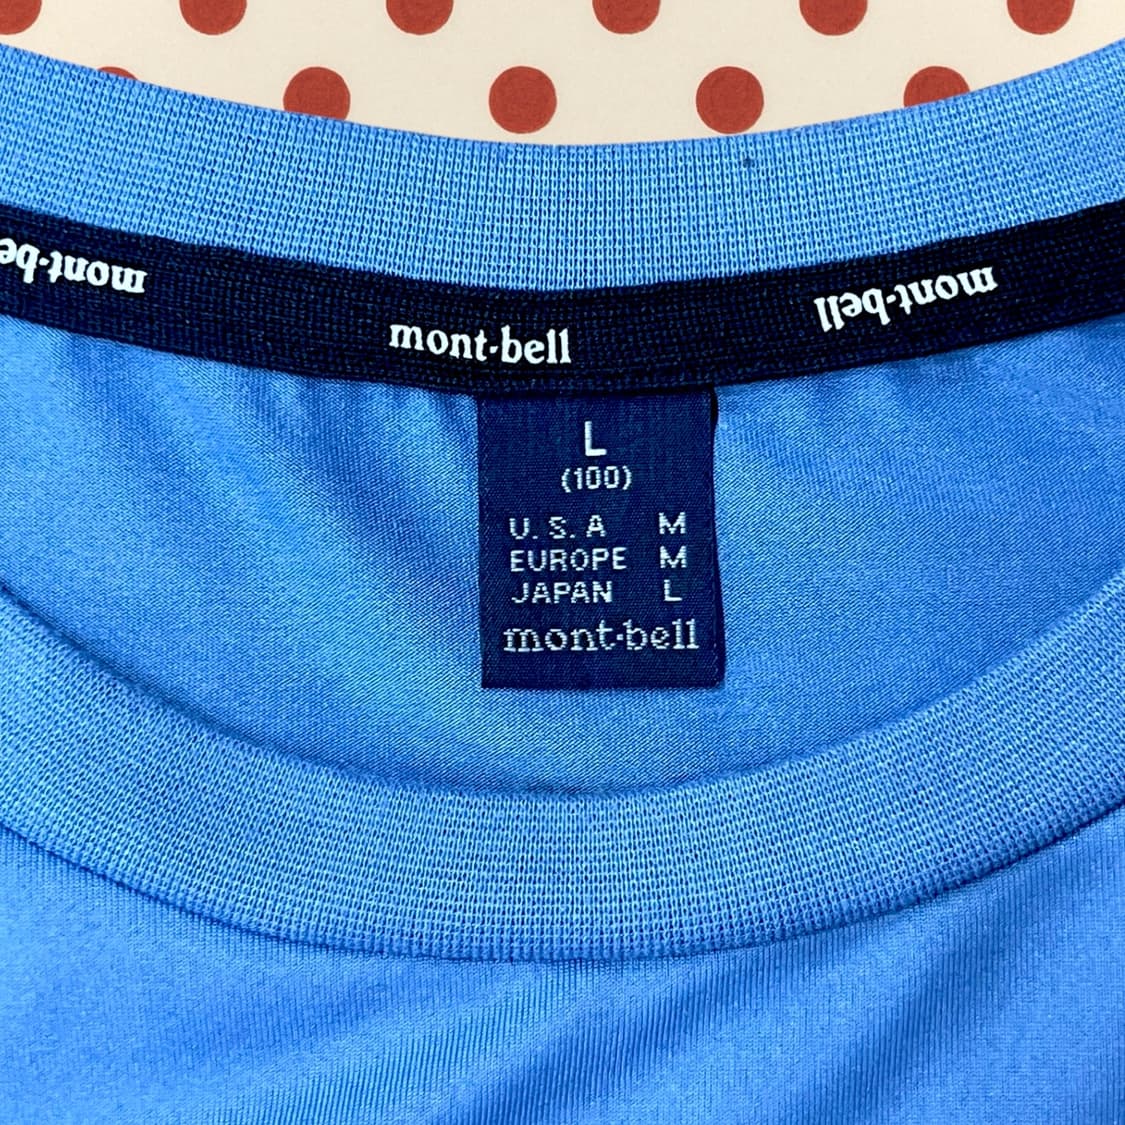 mont-bell
mont-bell
mont-bell
L
(100)
U.S.A M
EUROPE M
JAPAN L
mont-bell